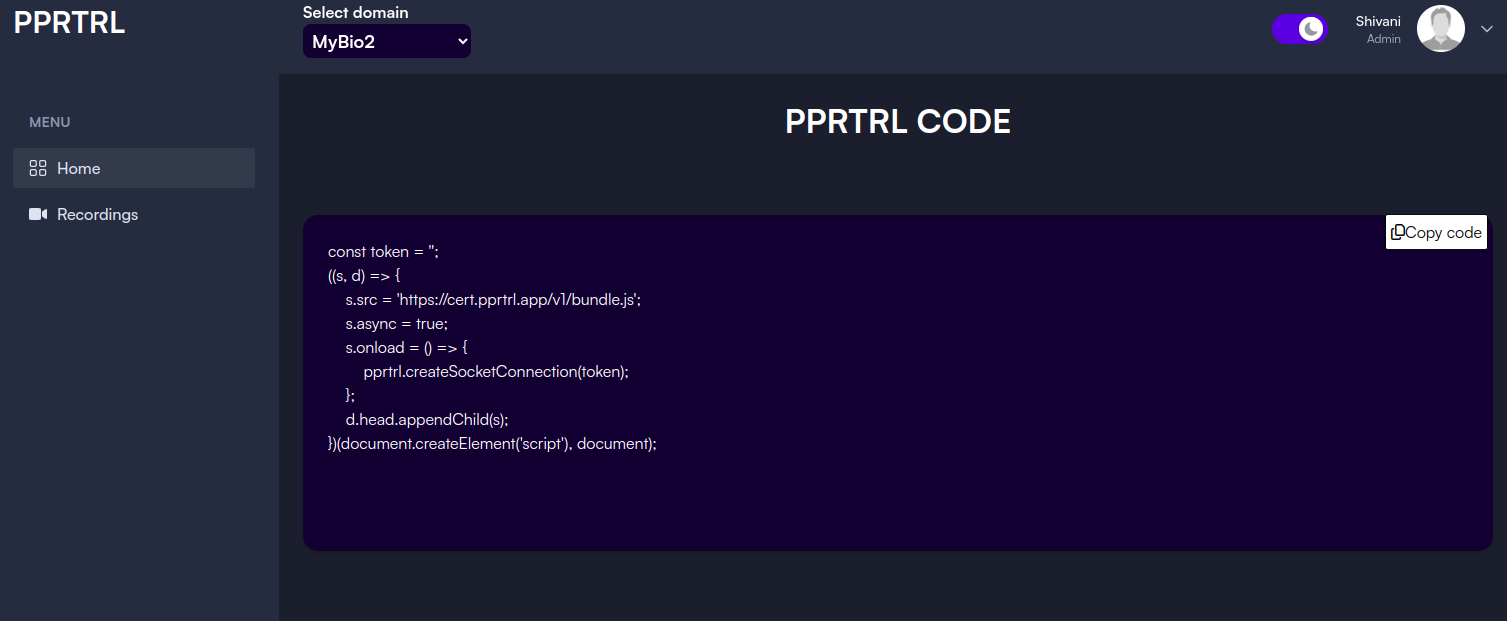 PPRTRL
Select domain
MyBio2
Shivani
Admin
MENU
Home
Recordings
PPRTRL CODE
Copy code
const token = '';
((s, d) => {
    s.src = 'https://cert.pprtrl.app/v1/bundle.js';
    s.async = true;
    s.onload = () => {
        pprtrl.createSocketConnection(token);
    };
    d.head.appendChild(s);
})(document.createElement('script'), document);